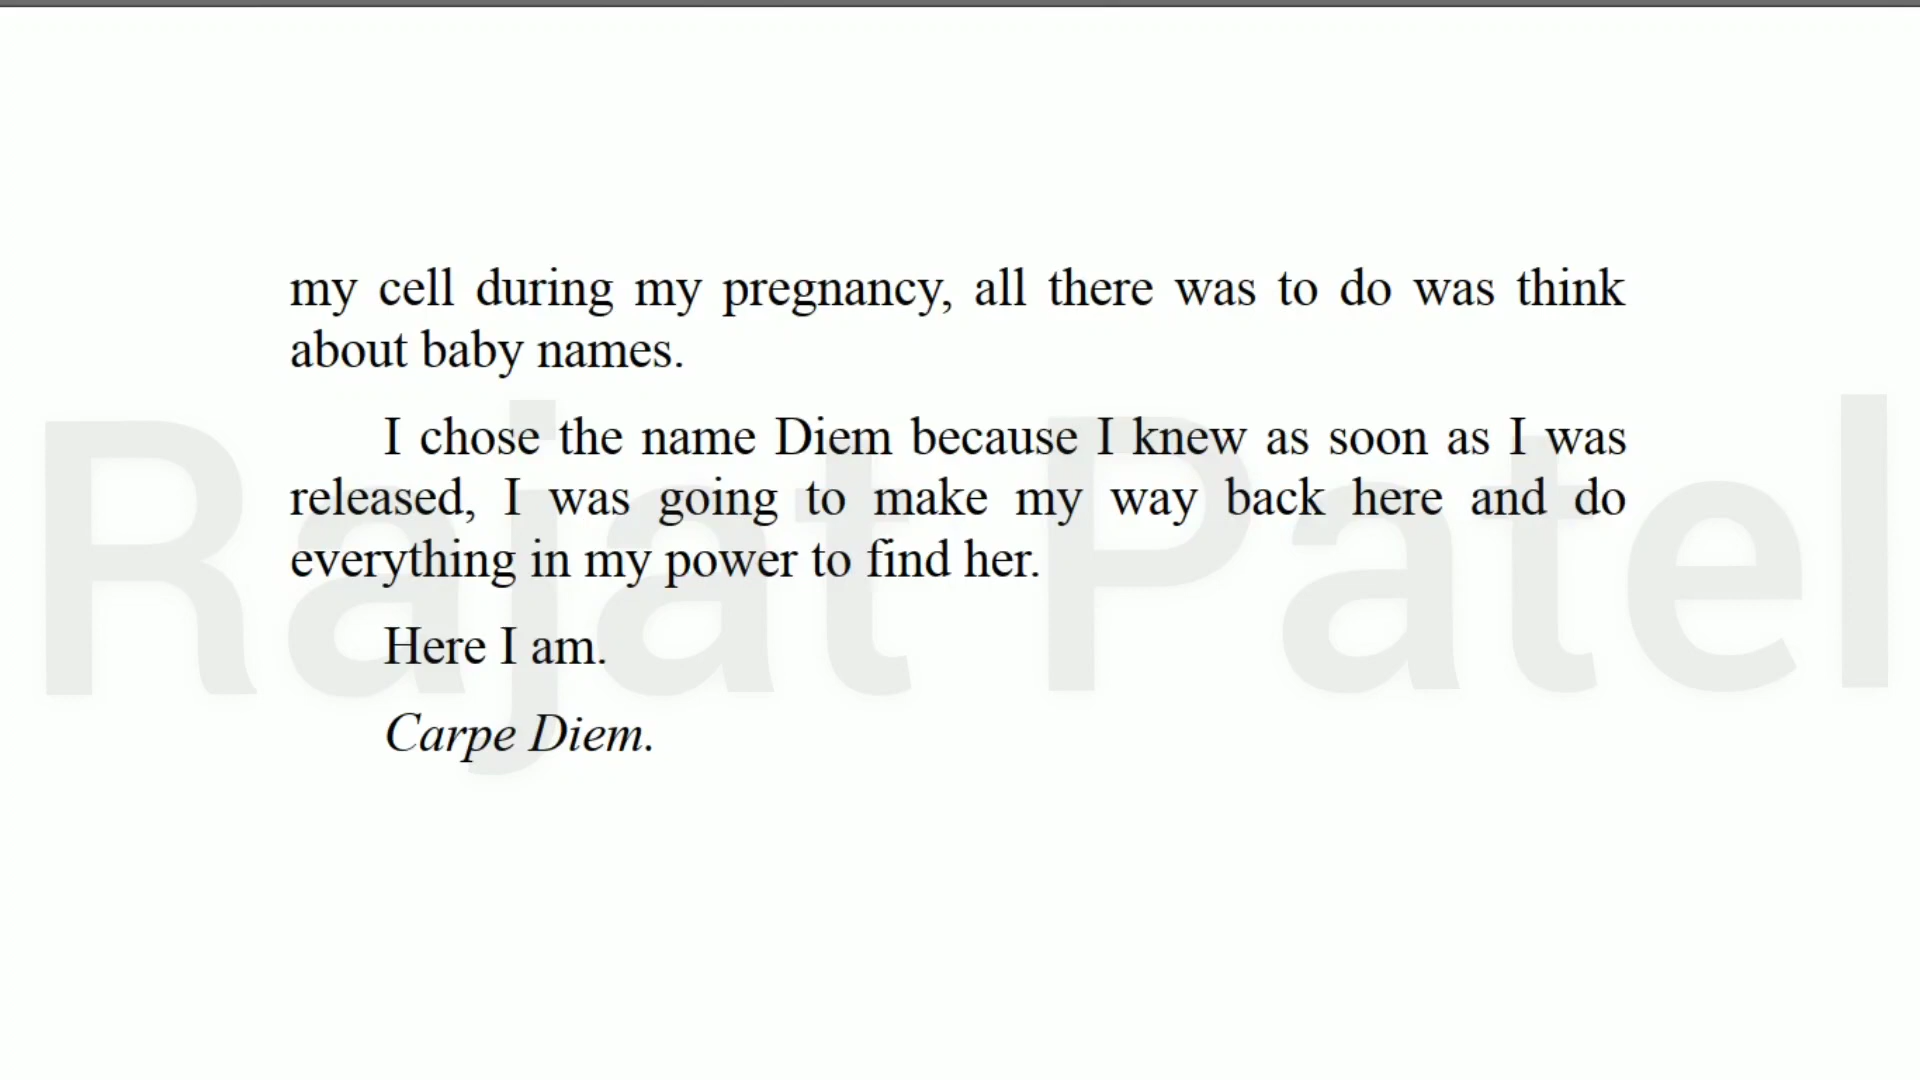 my cell during my pregnancy, all there was to do was think
about baby names.
I chose the name Diem because I knew as soon as I was
released, I was going to make my way back here and do
everything in my power to find her.
Here I am.
Carpe Diem.
Rajat Patel